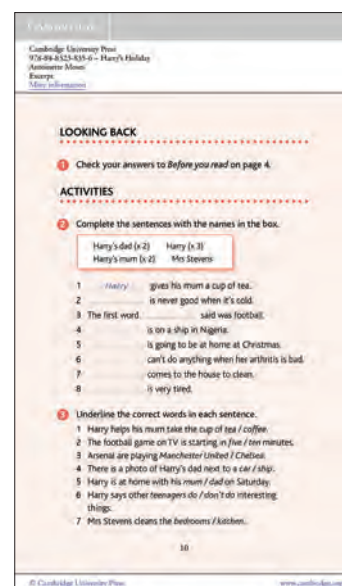 CAMBRIDGE
Cambridge University Press
978-84-8323-835-6 – Harry's Holiday
Antoinette Moses
Excerpt
More information
LOOKING BACK
1 Check your answers to Before you read on page 4.
ACTIVITIES
2 Complete the sentences with the names in the box.
Harry's dad (x 2) Harry (x 3)
Harry's mum (x 2) Mrs Stevens
1 Harry gives his mum a cup of tea.
2 is never good when it's cold.
3 The first word said was football.
4 is on a ship in Nigeria.
5 is going to be at home at Christmas.
6 can't do anything when her arthritis is bad.
7 comes to the house to clean.
8 is very tired.
3 Underline the correct words in each sentence.
1 Harry helps his mum take the cup of tea / coffee.
2 The football game on TV is starting in five / ten minutes.
3 Arsenal are playing Manchester United / Chelsea.
4 There is a photo of Harry's dad next to a car / ship.
5 Harry is at home with his mum / dad on Saturday.
6 Harry says other teenagers do / don't do interesting
things.
7 Mrs Stevens cleans the bedrooms / kitchen.
10
© Cambridge University Press